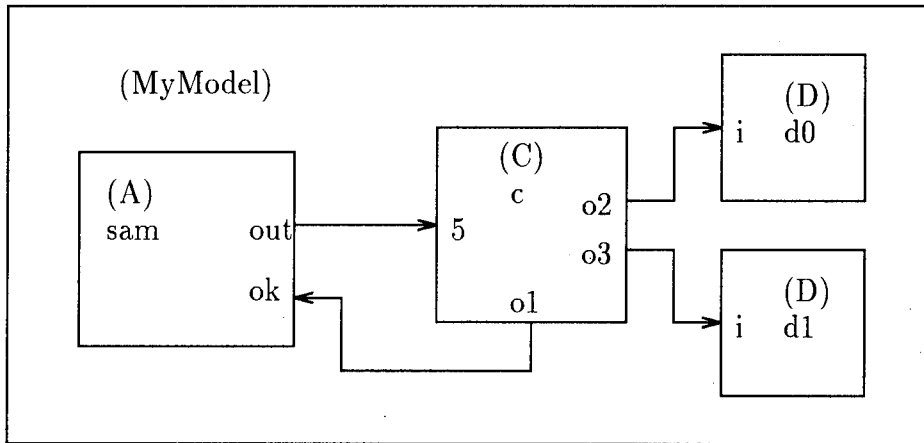 (MyModel)
(A)
sam
out
ok
(C)
c
5
o2
o3
o1
(D)
i d0
(D)
i d1